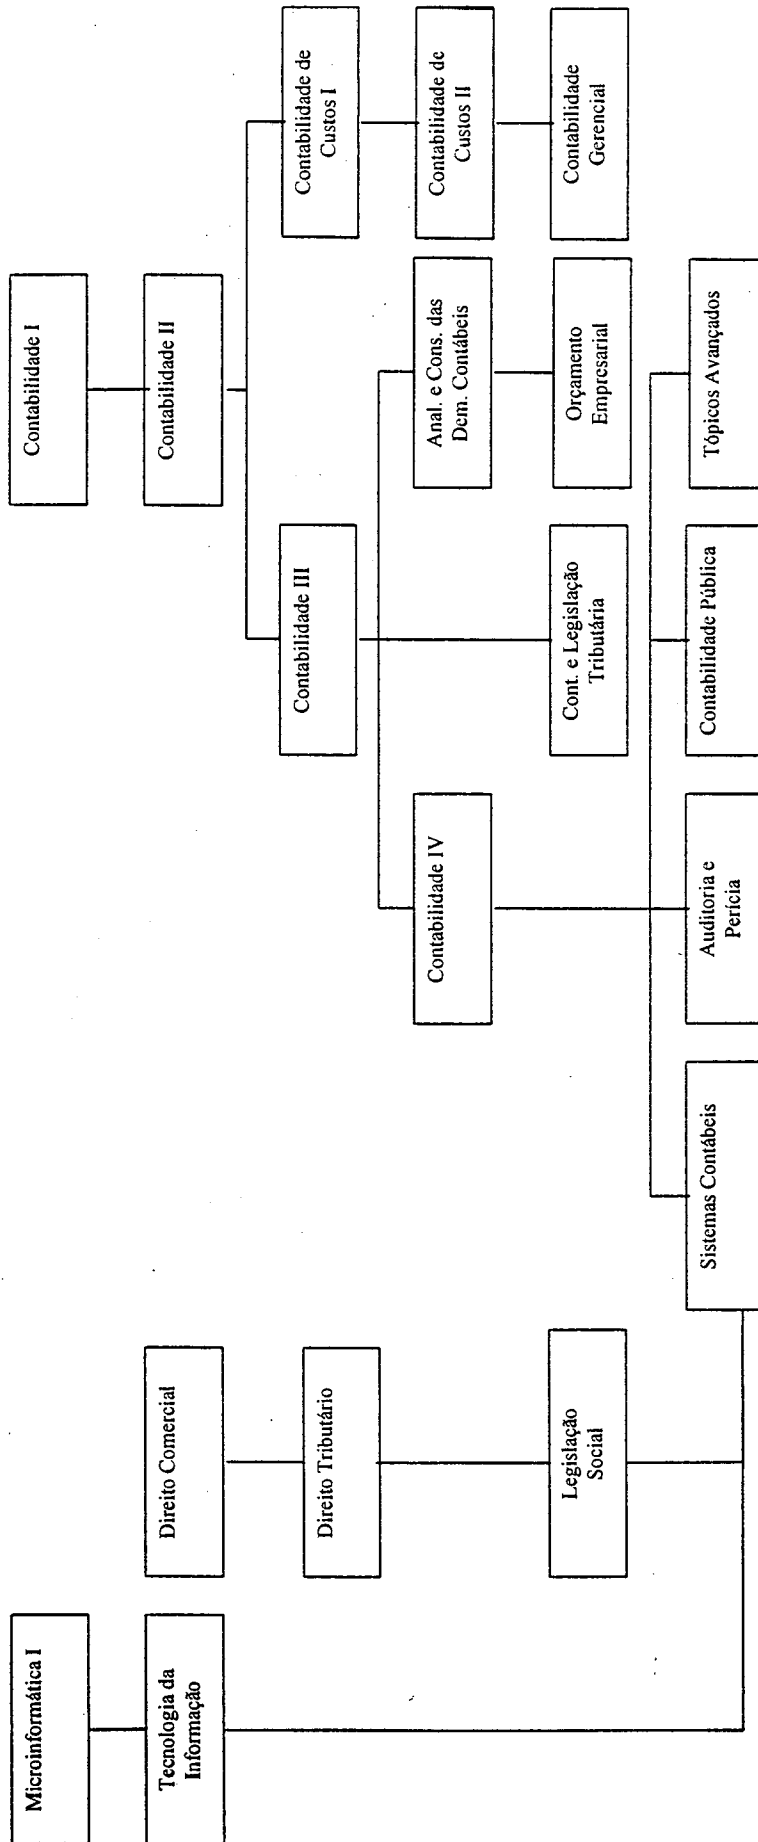 Microinformática I
Contabilidade I
Tecnologia da
Informação
Direito Comercial
Contabilidade II
Direito Tributário
Contabilidade III
Contabilidade de
Custos I
Contabilidade IV
Anal. e Cons. das
Dem. Contábeis
Contabilidade de
Custos II
Legislação
Social
Cont. e Legislação
Tributária
Orçamento
Empresarial
Contabilidade
Gerencial
Sistemas Contábeis
Auditoria e
Perícia
Contabilidade Pública
Tópicos Avançados